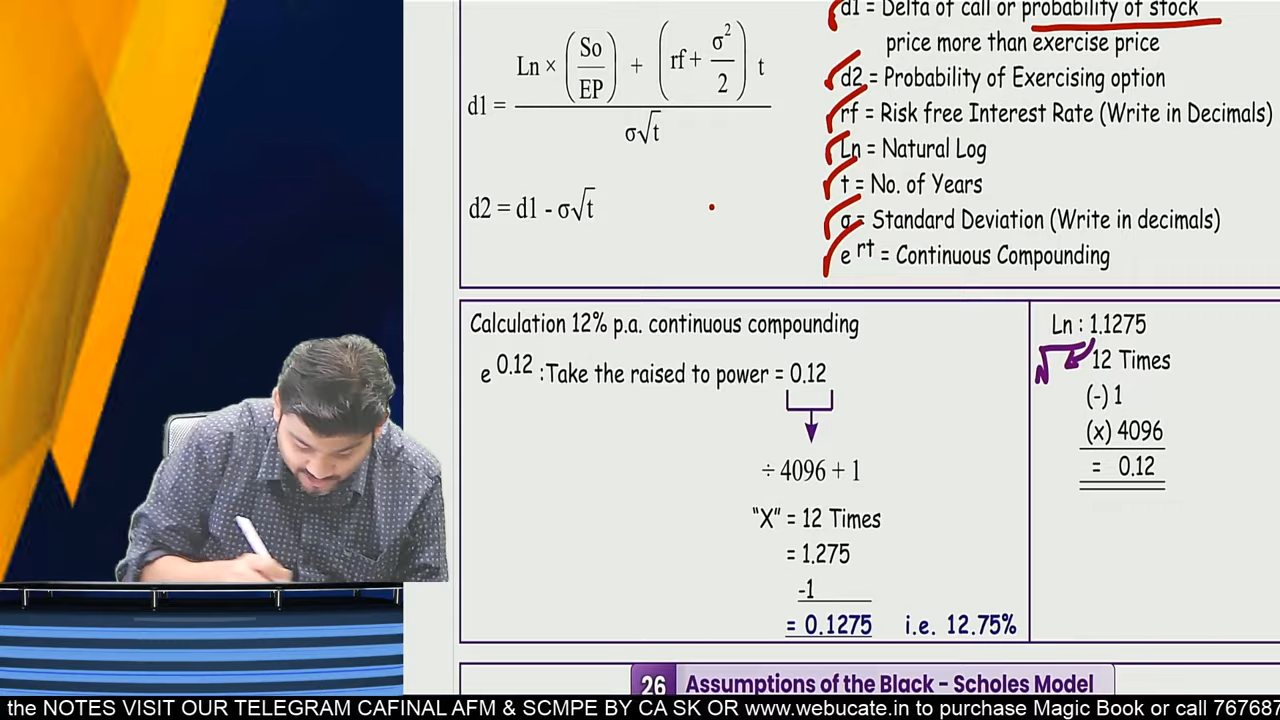 d1 = Ln × (So/EP) + (rf + σ²/2) t / σ√t
d2 = d1 - σ√t
d1 = Delta of call or probability of stock
price more than exercise price
d2 = Probability of Exercising option
rf = Risk free Interest Rate (Write in Decimals)
Ln = Natural Log
t = No. of Years
σ = Standard Deviation (Write in decimals)
e rt = Continuous Compounding
Calculation 12% p.a. continuous compounding
e 0.12 : Take the raised to power = 0.12
÷ 4096 + 1
"X" = 12 Times
= 1.275
-1
= 0.1275 i.e. 12.75%
Ln : 1.1275
√ 12 Times
(-) 1
(x) 4096
= 0.12
26 Assumptions of the Black - Scholes Model
the NOTES VISIT OUR TELEGRAM CAFINAL AFM & SCMPE BY CA SK OR www.webucate.in to purchase Magic Book or call 767687